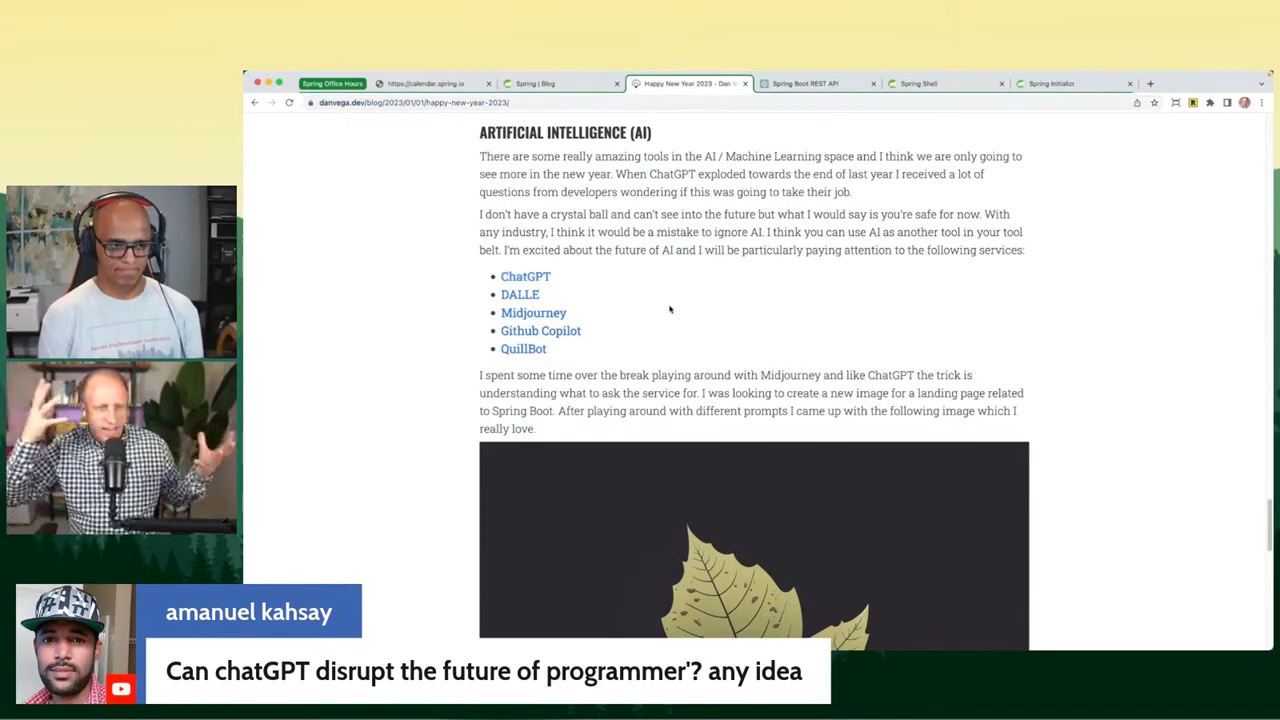 Spring Office Hours
https://calendar.spring.io
Spring | Blog
Happy New Year 2023 - Dan V
Spring Boot REST API
Spring Shell
Spring Initializr
danvega.dev/blog/2023/01/01/happy-new-year-2023/
ARTIFICIAL INTELLIGENCE (AI)
There are some really amazing tools in the AI / Machine Learning space and I think we are only going to
see more in the new year. When ChatGPT exploded towards the end of last year I received a lot of
questions from developers wondering if this was going to take their job.
I don't have a crystal ball and can't see into the future but what I would say is you're safe for now. With
any industry, I think it would be a mistake to ignore AI. I think you can use AI as another tool in your tool
belt. I'm excited about the future of AI and I will be particularly paying attention to the following services:
ChatGPT
DALLE
Midjourney
Github Copilot
QuillBot
I spent some time over the break playing around with Midjourney and like ChatGPT the trick is
understanding what to ask the service for. I was looking to create a new image for a landing page related
to Spring Boot. After playing around with different prompts I came up with the following image which I
really love.
amanuel kahsay
Can chatGPT disrupt the future of programmer'? any idea